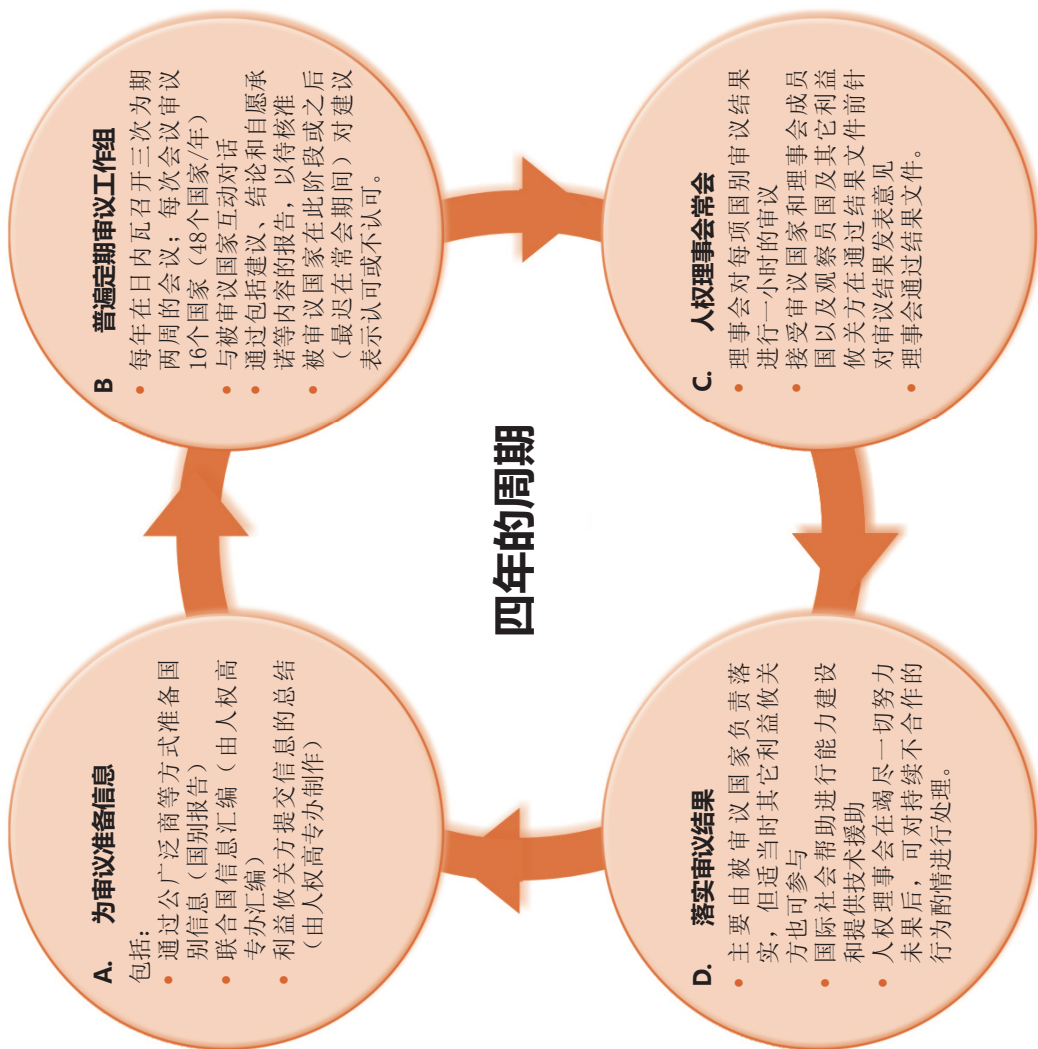 四年的周期
A. 为审议准备信息
包括:
• 通过公广泛商等方式准备国
别信息（国别报告）
• 联合国信息汇编（由人权高
专办汇编）
• 利益攸关方提交信息的总结
（由人权高专办制作）
B 普遍定期审议工作组
• 每年在日内瓦召开三次为期
两周的会议；每次会议审议
16个国家（48个国家/年）
• 与被审议国家互动对话
• 通过包括建议、结论和自愿承
诺等内容的报告，以待核准
• 被审议国家在此阶段或之后
（最迟在常会期间）对建议
表示认可或不认可。
C. 人权理事会常会
• 理事会对每项国别审议结果
进行一小时的审议
• 接受审议国家和理事会成员
国以及观察员国及其它利益
攸关方在通过结果文件前针
对审议结果发表意见
• 理事会通过结果文件。
D. 落实审议结果
• 主要由被审议国家负责落
实，但适当时其它利益攸关
方也可参与
• 国际社会帮助进行能力建设
和提供技术援助
• 人权理事会在竭尽一切努力
未果后，可对持续不合作的
行为酌情进行处理。